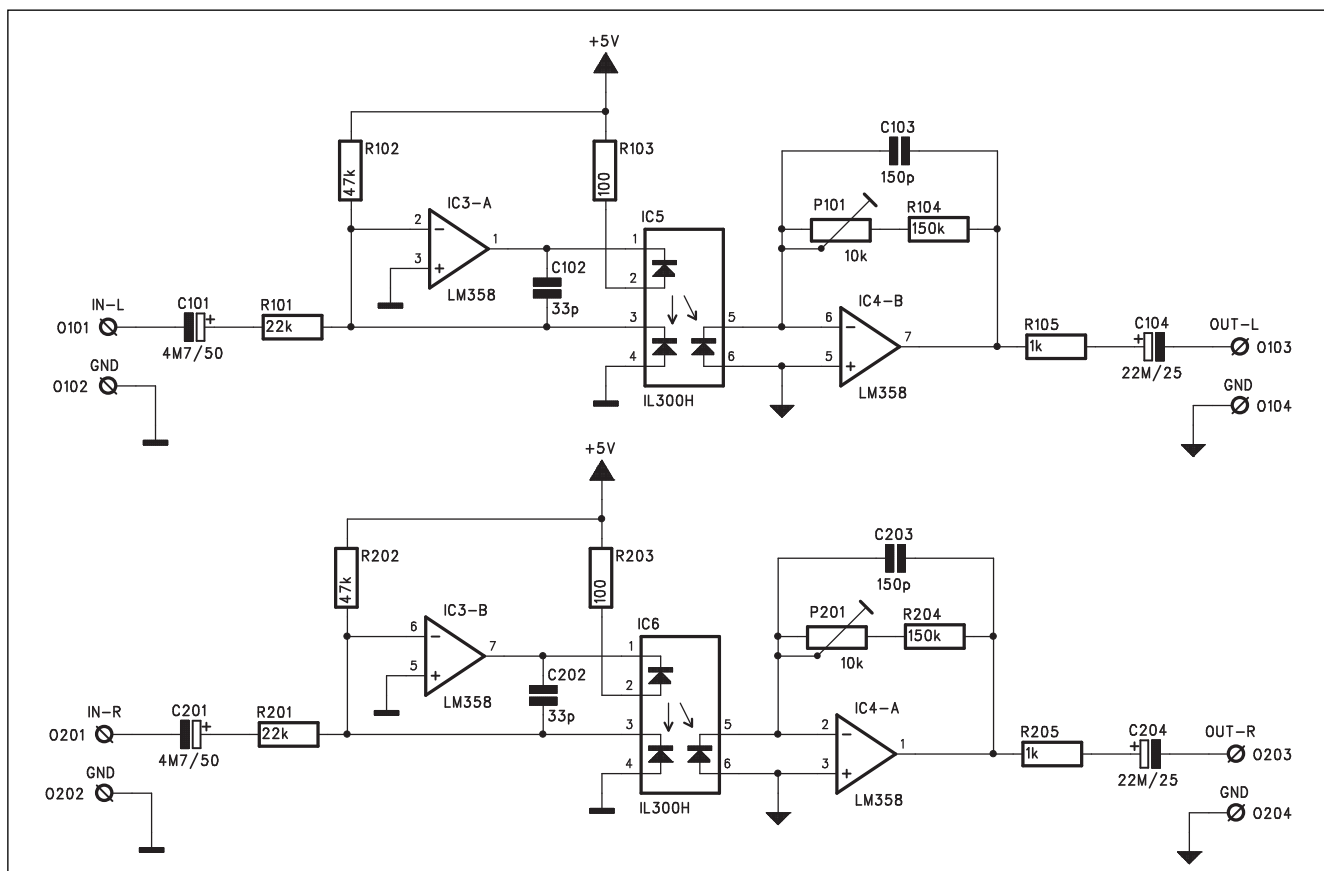 +5V
R102
47k
R103
100
C103
150p
P101
10k
R104
150k
IC3-A
2
3
1
LM358
C102
33p
IC5
1
2
3
4
5
6
IL300H
IN-L
O101
C101
+
4M7/50
R101
22k
GND
O102
IC4-B
6
5
7
LM358
R105
1k
C104
+
22M/25
OUT-L
O103
GND
O104
+5V
R202
47k
R203
100
C203
150p
P201
10k
R204
150k
IC3-B
6
5
7
LM358
C202
33p
IC6
1
2
3
4
5
6
IL300H
IN-R
O201
C201
+
4M7/50
R201
22k
GND
O202
IC4-A
2
3
1
LM358
R205
1k
C204
+
22M/25
OUT-R
O203
GND
O204